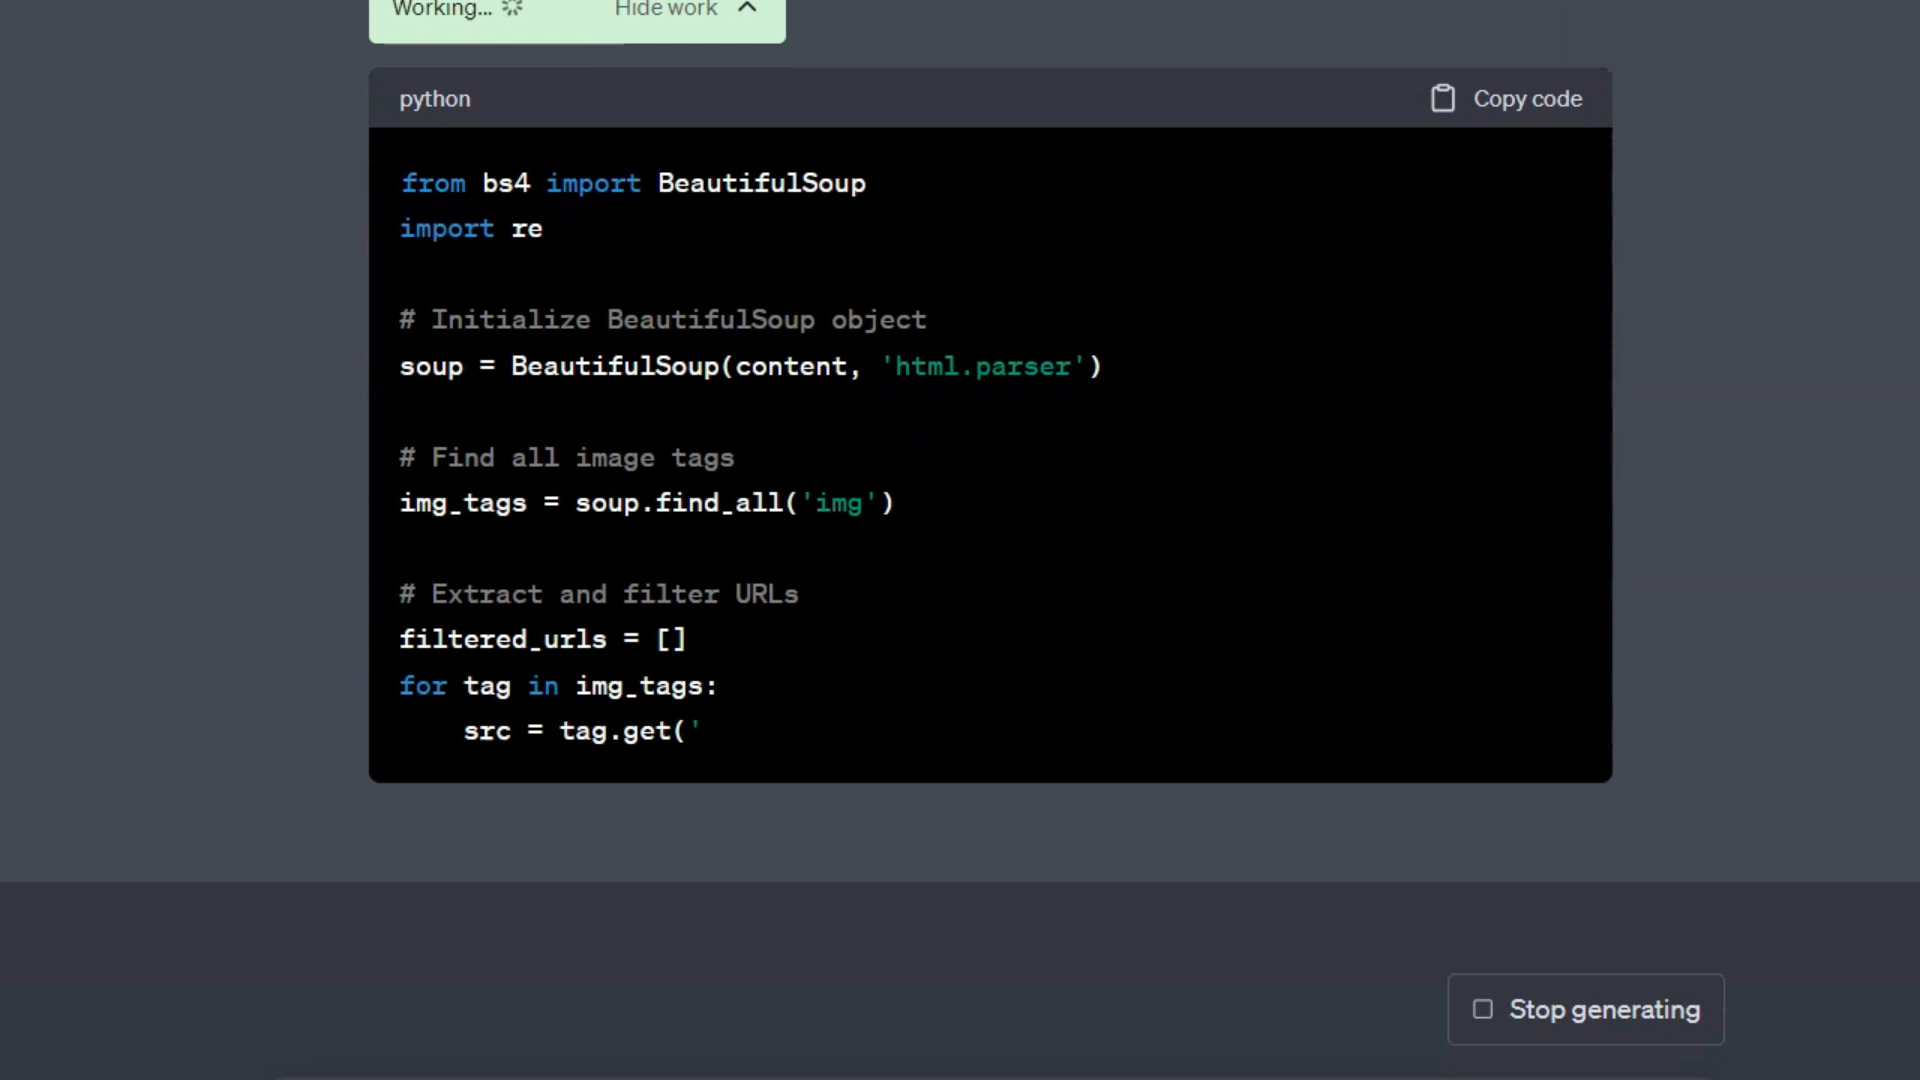 Working... Hide work
python Copy code
from bs4 import BeautifulSoup
import re
# Initialize BeautifulSoup object
soup = BeautifulSoup(content, 'html.parser')
# Find all image tags
img_tags = soup.find_all('img')
# Extract and filter URLs
filtered_urls = []
for tag in img_tags:
    src = tag.get('
Stop generating